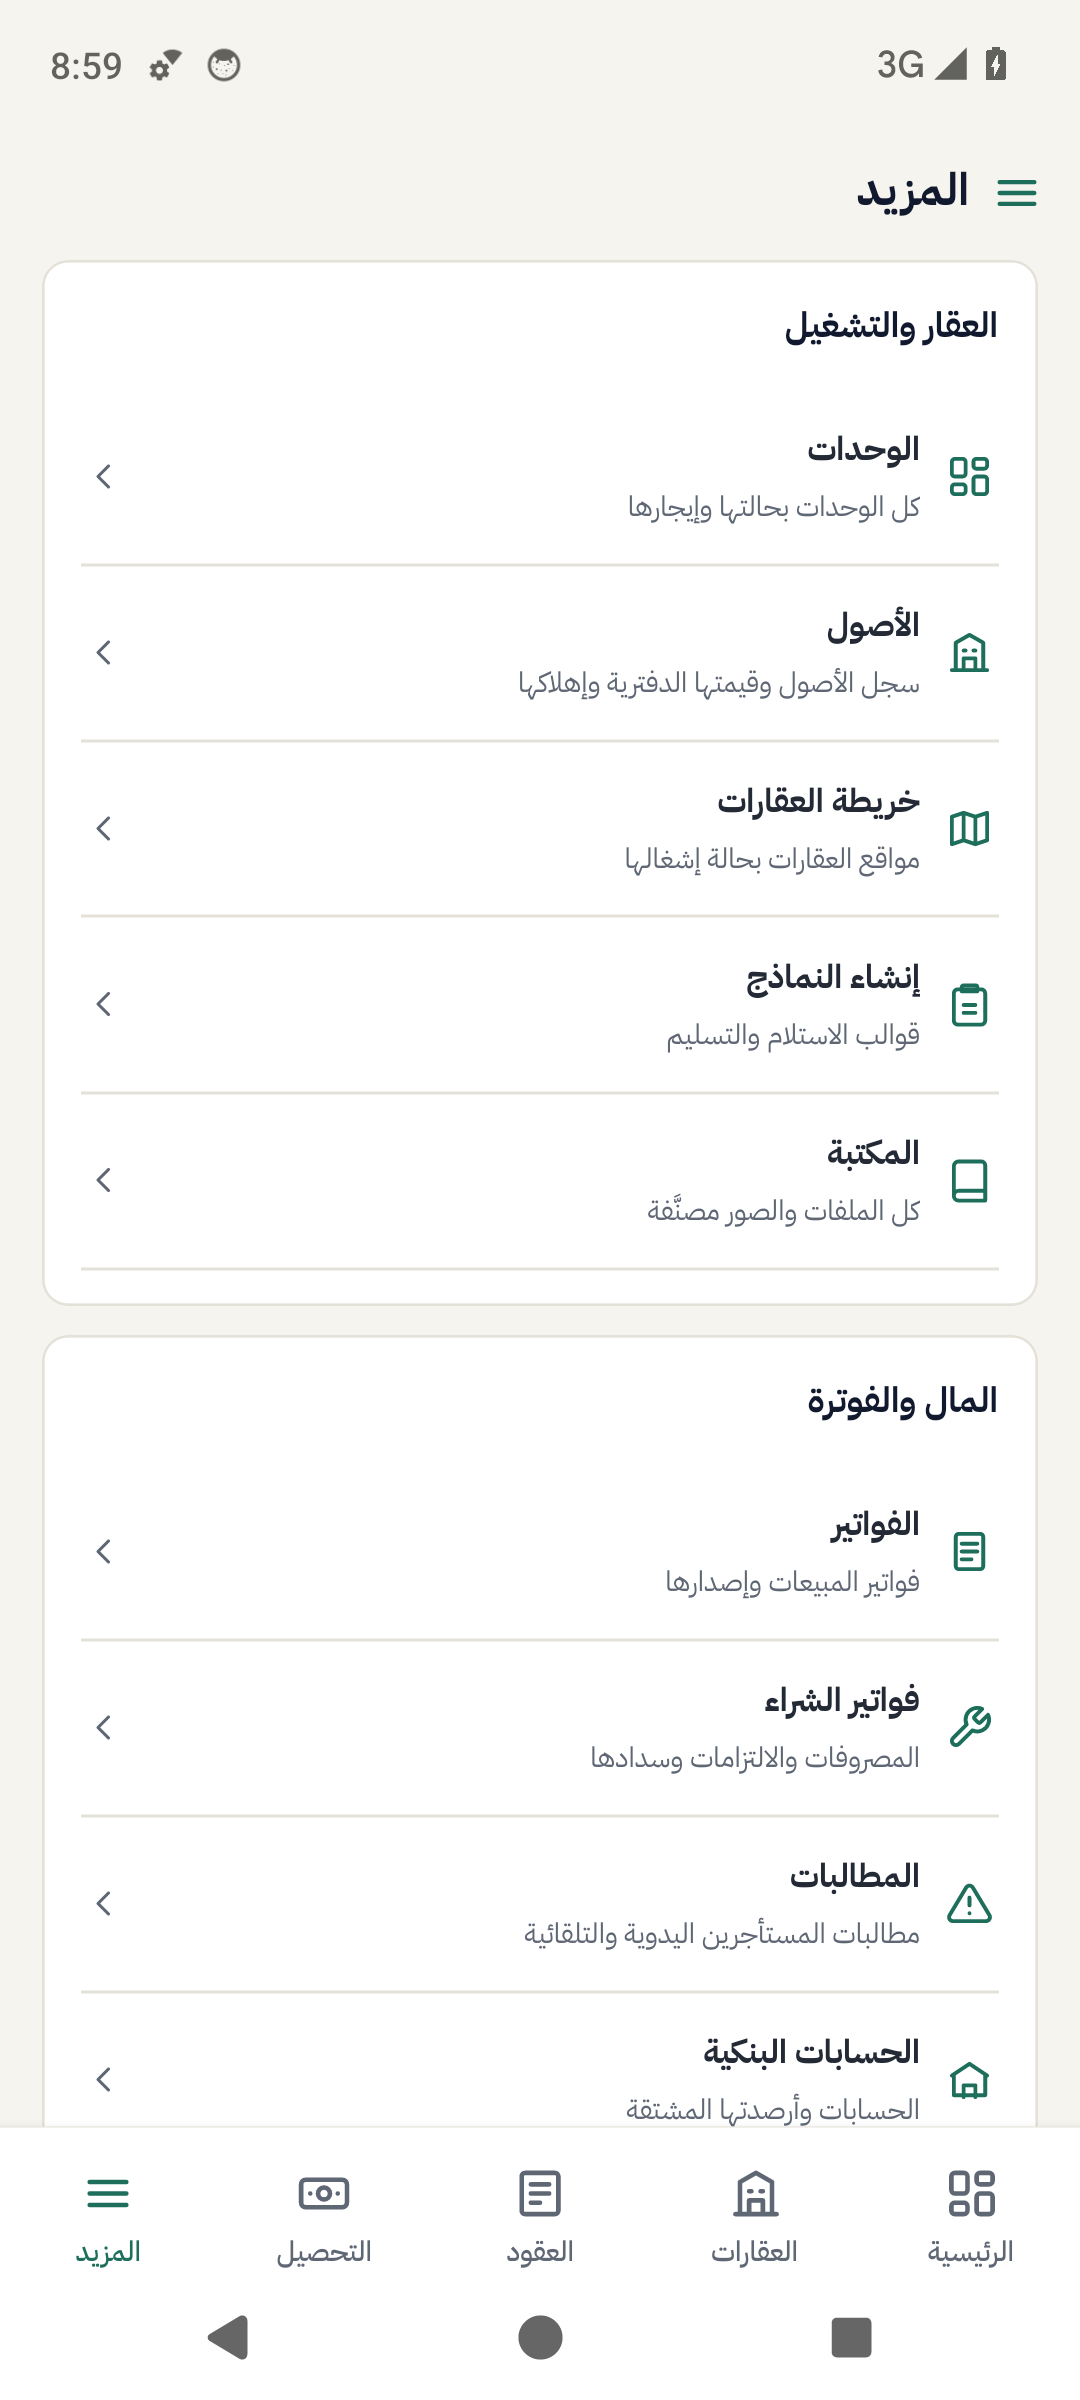 8:59
3G
المزيد
العقار والتشغيل
الوحدات
كل الوحدات بحالتها وإيجارها
الأصول
سجل الأصول وقيمتها الدفترية وإهلاكها
خريطة العقارات
مواقع العقارات بحالة إشغالها
إنشاء النماذج
قوالب الاستلام والتسليم
المكتبة
كل الملفات والصور مصنَّفة
المال والفوترة
الفواتير
فواتير المبيعات وإصدارها
فواتير الشراء
المصروفات والالتزامات وسدادها
المطالبات
مطالبات المستأجرين اليدوية والتلقائية
الحسابات البنكية
الحسابات وأرصدتها المشتقة
الرئيسية
العقارات
العقود
التحصيل
المزيد